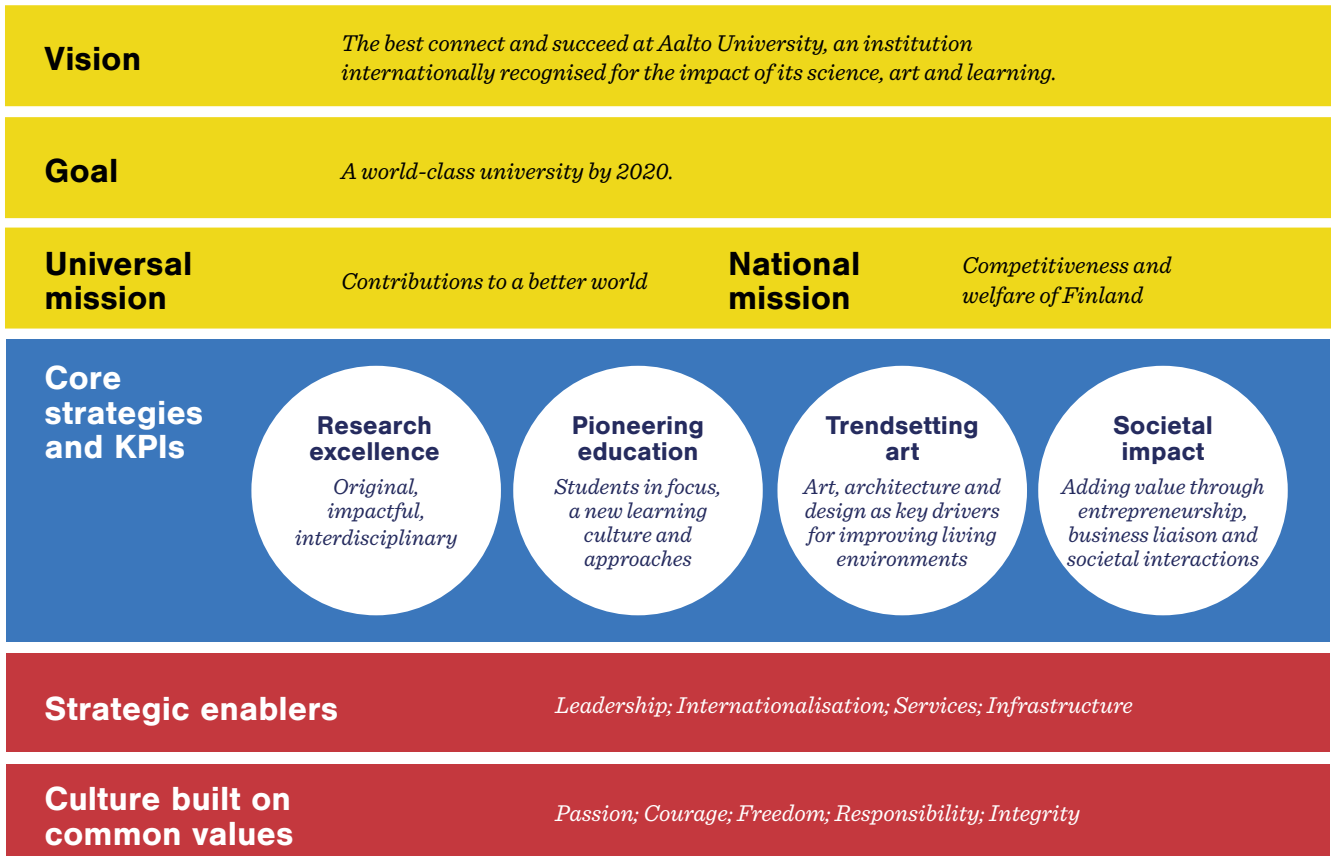 Vision
The best connect and succeed at Aalto University, an institution
internationally recognised for the impact of its science, art and learning.
Goal
A world-class university by 2020.
Universal
mission
Contributions to a better world
National
mission
Competitiveness and
welfare of Finland
Core
strategies
and KPIs
Research
excellence
Original,
impactful,
interdisciplinary
Pioneering
education
Students in focus,
a new learning
culture and
approaches
Trendsetting
art
Art, architecture and
design as key drivers
for improving living
environments
Societal
impact
Adding value through
entrepreneurship,
business liaison and
societal interactions
Strategic enablers
Leadership; Internationalisation; Services; Infrastructure
Culture built on
common values
Passion; Courage; Freedom; Responsibility; Integrity